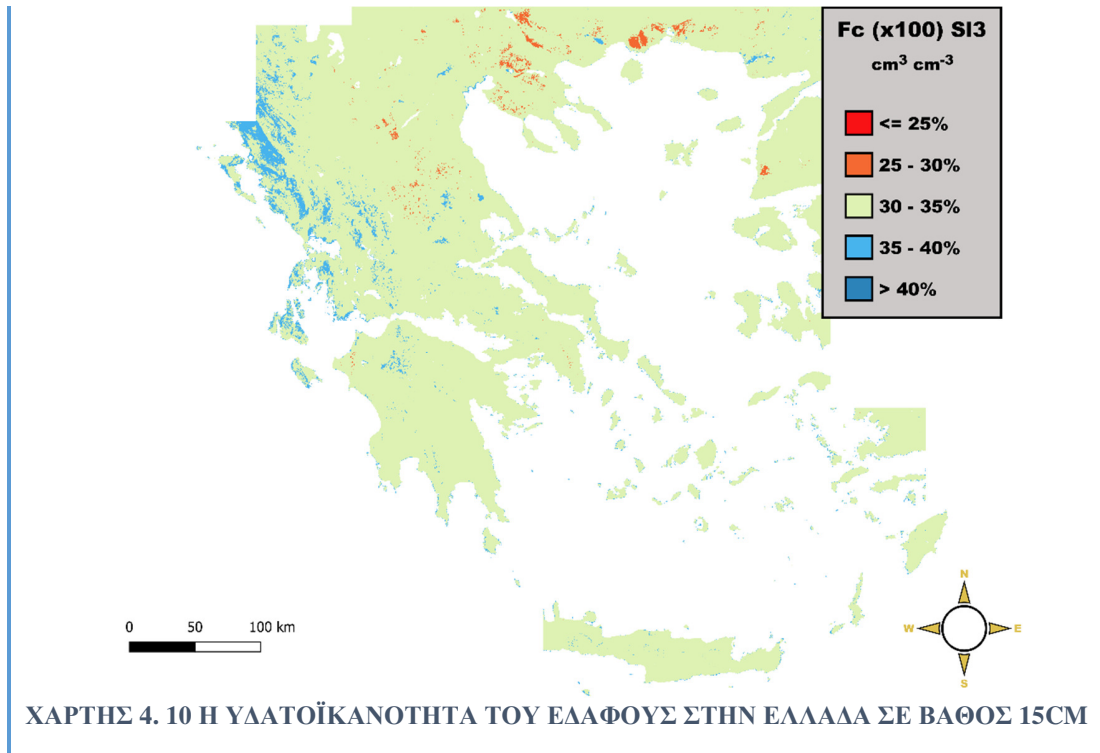 Fc (x100) SI3
cm³ cm⁻³
<= 25%
25 - 30%
30 - 35%
35 - 40%
> 40%
0 50 100 km
N
W E
S
ΧΑΡΤΗΣ 4. 10 Η ΥΔΑΤΟΪΚΑΝΟΤΗΤΑ ΤΟΥ ΕΔΑΦΟΥΣ ΣΤΗΝ ΕΛΛΑΔΑ ΣΕ ΒΑΘΟΣ 15CM